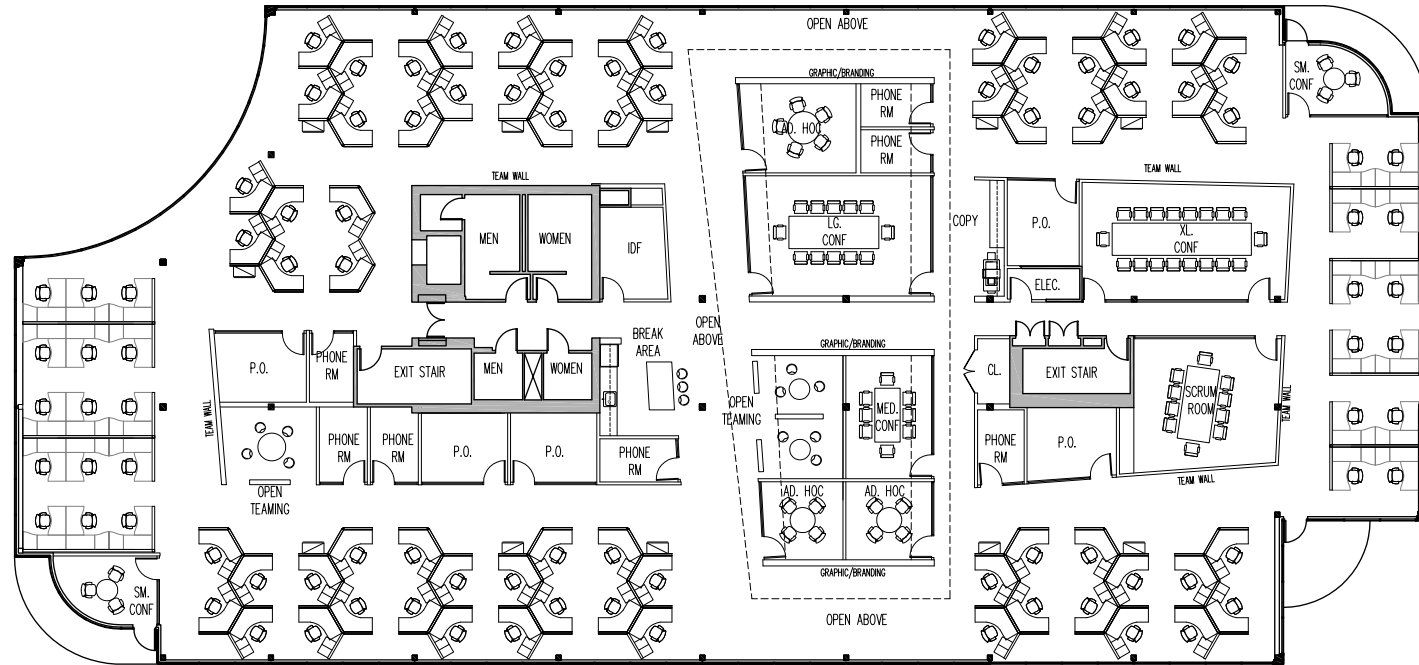 OPEN ABOVE
GRAPHIC/BRANDING
SM.
CONF
PHONE
RM
AD. HOC
PHONE
RM
TEAM WALL
TEAM WALL
MEN
WOMEN
IDF
LG.
CONF
COPY
P.O.
XL.
CONF
ELEC.
OPEN
ABOVE
BREAK
AREA
GRAPHIC/BRANDING
P.O.
PHONE
RM
EXIT STAIR
MEN
WOMEN
CL.
EXIT STAIR
SCRUM
ROOM
TEAM WALL
OPEN
TEAMING
MED.
CONF
TEAM WALL
PHONE
RM
PHONE
RM
P.O.
P.O.
PHONE
RM
PHONE
RM
P.O.
TEAM WALL
OPEN
TEAMING
AD. HOC
AD. HOC
GRAPHIC/BRANDING
SM.
CONF
OPEN ABOVE